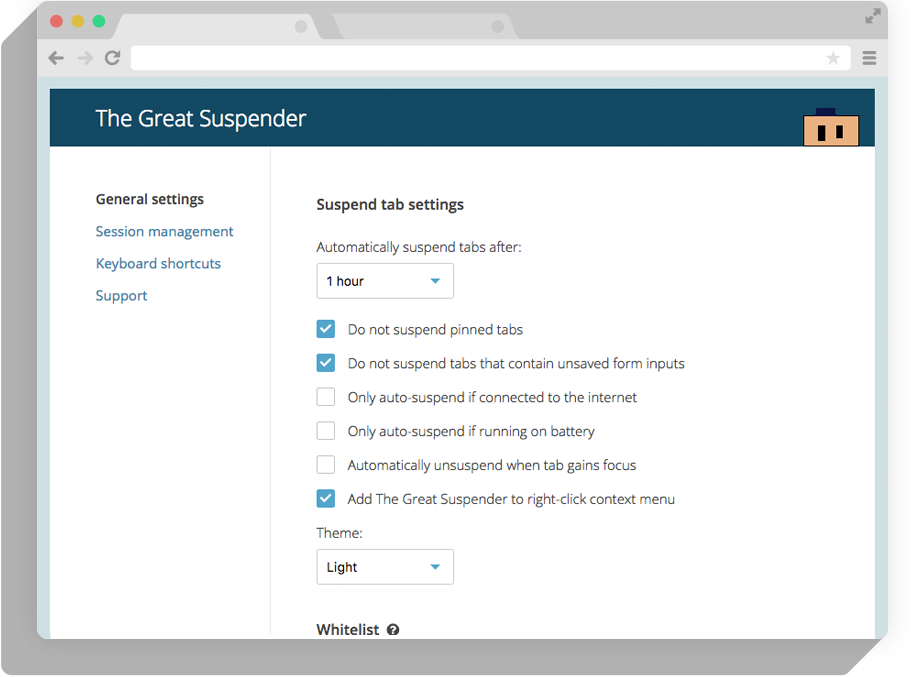 The Great Suspender
General settings
Session management
Keyboard shortcuts
Support
Suspend tab settings
Automatically suspend tabs after:
1 hour
Do not suspend pinned tabs
Do not suspend tabs that contain unsaved form inputs
Only auto-suspend if connected to the internet
Only auto-suspend if running on battery
Automatically unsuspend when tab gains focus
Add The Great Suspender to right-click context menu
Theme:
Light
Whitelist ?